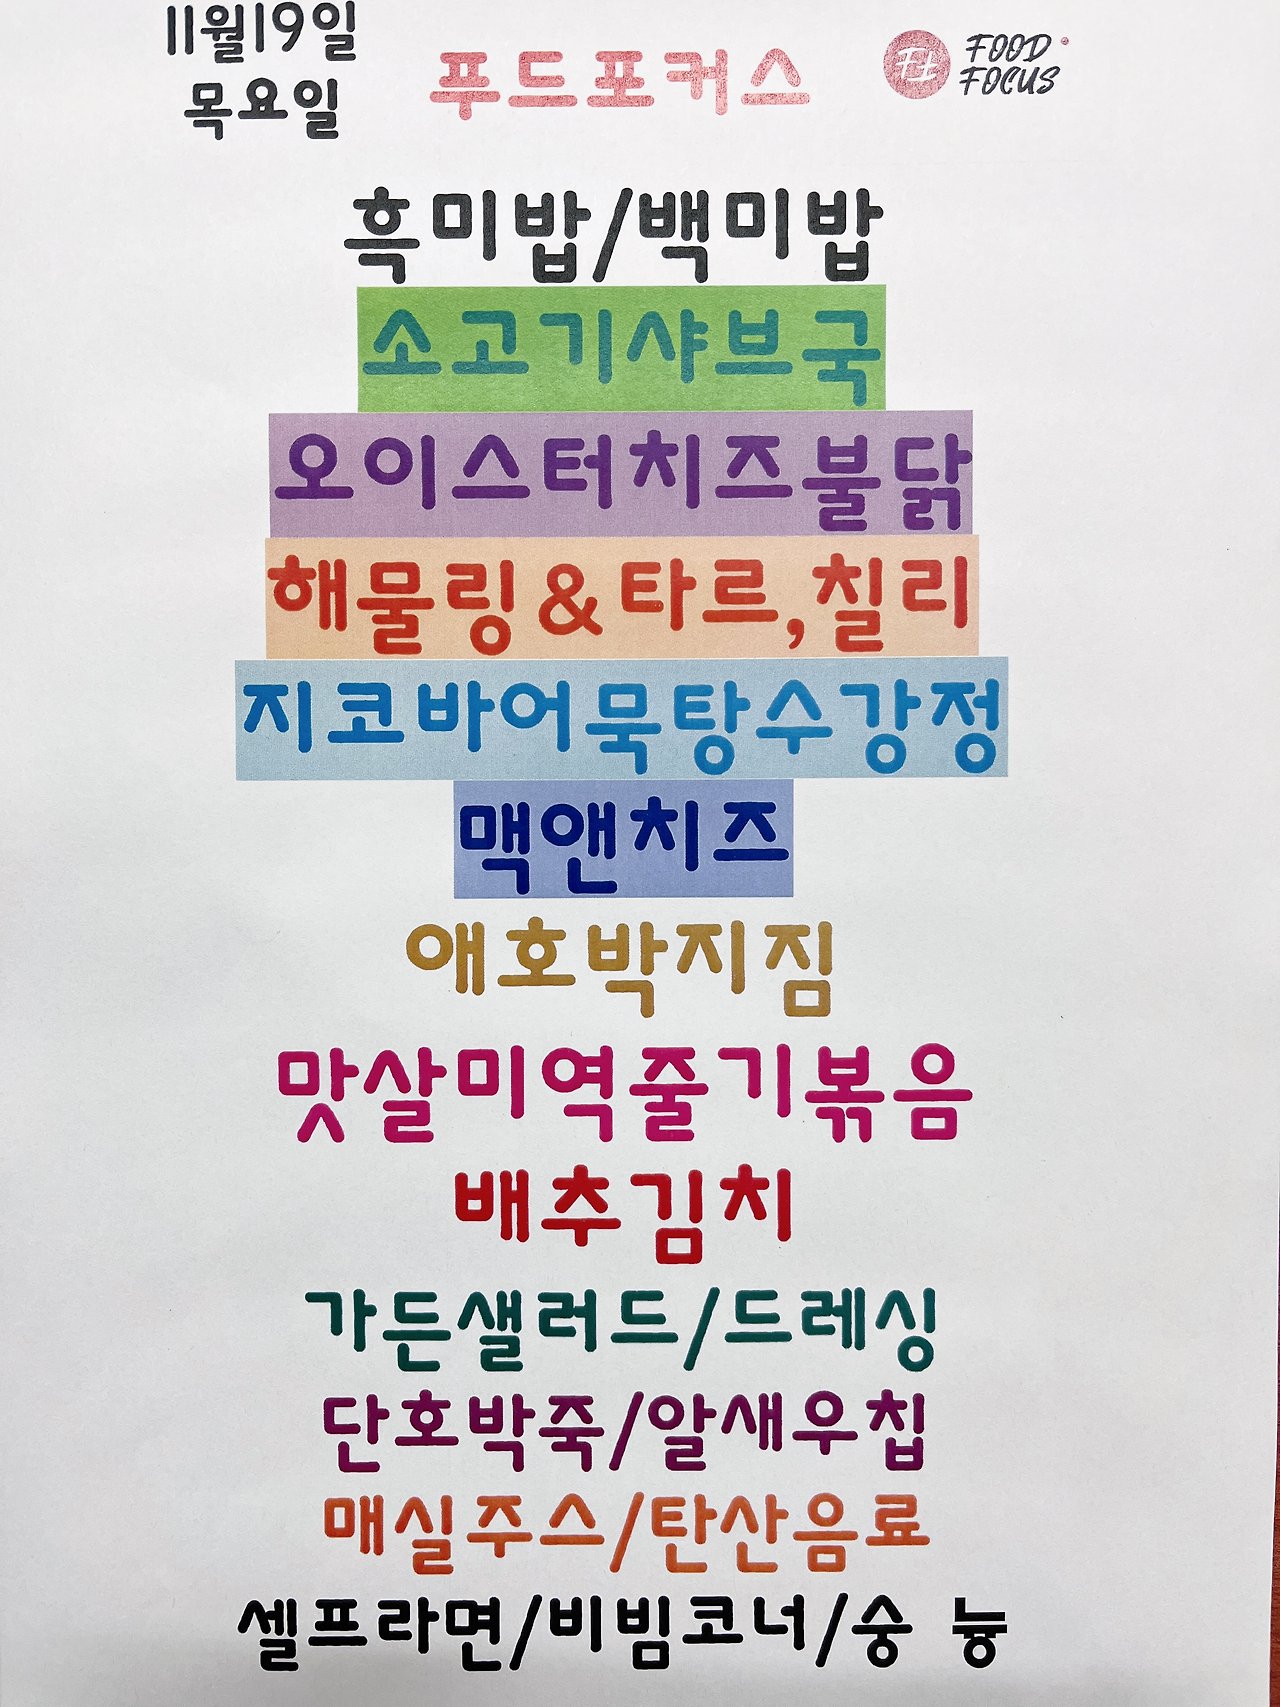 11월19일
목요일
푸드포커스
FOOD
FOCUS
흑미밥/백미밥
소고기샤브국
오이스터치즈불닭
해물링&타르,칠리
지코바어묵탕수강정
맥앤치즈
애호박지짐
맛살미역줄기볶음
배추김치
가든샐러드/드레싱
단호박죽/알새우칩
매실주스/탄산음료
셀프라면/비빔코너/숭 늉